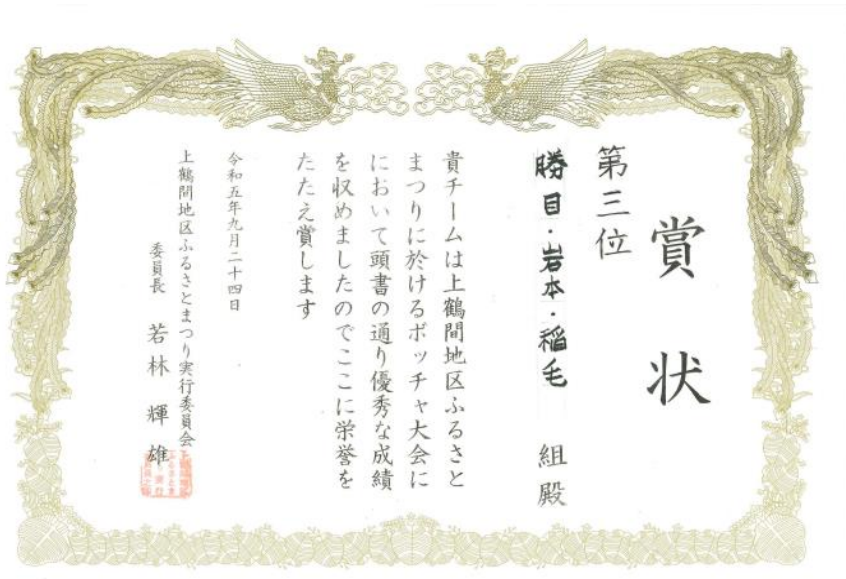 賞状
第三位
勝目・岩本・稲毛 組殿
貴チームは上鶴間地区ふるさと
まつりに於けるボッチャ大会に
において頭書の通り優秀な成績
を収めましたのでここに栄誉を
たたえ賞します
令和五年九月二十四日
上鶴間地区ふるさとまつり実行委員会
委員長 若林 輝雄